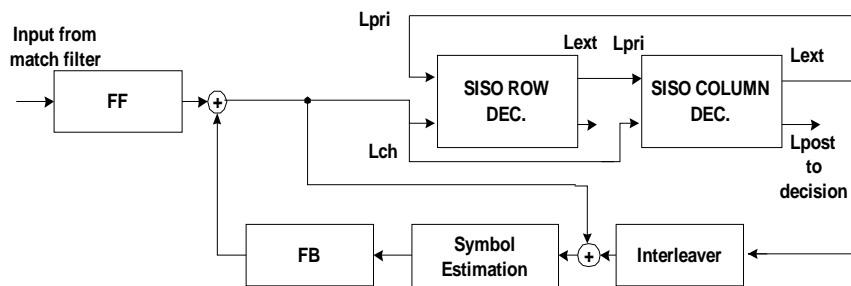 Input from
match filter
FF
+
Lpri
Lch
SISO ROW
DEC.
Lext
Lpri
SISO COLUMN
DEC.
Lext
Lpost
to
decision
FB
Symbol
Estimation
+
Interleaver